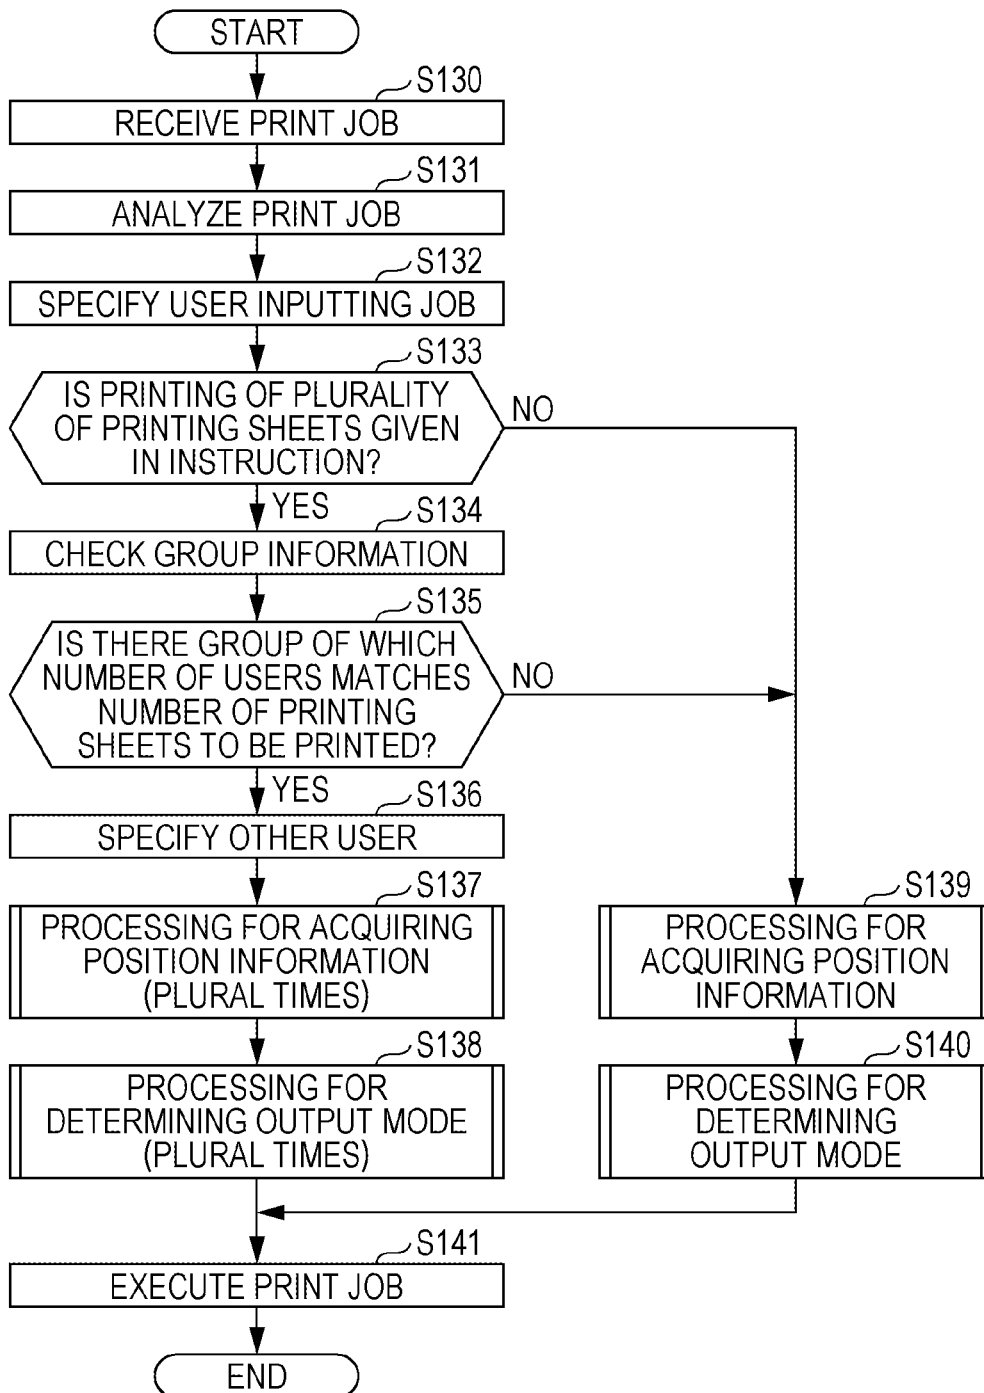 START
S130
RECEIVE PRINT JOB
S131
ANALYZE PRINT JOB
S132
SPECIFY USER INPUTTING JOB
S133
IS PRINTING OF PLURALITY
OF PRINTING SHEETS GIVEN
IN INSTRUCTION?
NO
YES
S134
CHECK GROUP INFORMATION
S135
IS THERE GROUP OF WHICH
NUMBER OF USERS MATCHES
NUMBER OF PRINTING
SHEETS TO BE PRINTED?
NO
YES
S136
SPECIFY OTHER USER
S137
PROCESSING FOR ACQUIRING
POSITION INFORMATION
(PLURAL TIMES)
S139
PROCESSING FOR
ACQUIRING POSITION
INFORMATION
S138
PROCESSING FOR
DETERMINING OUTPUT MODE
(PLURAL TIMES)
S140
PROCESSING FOR
DETERMINING
OUTPUT MODE
S141
EXECUTE PRINT JOB
END